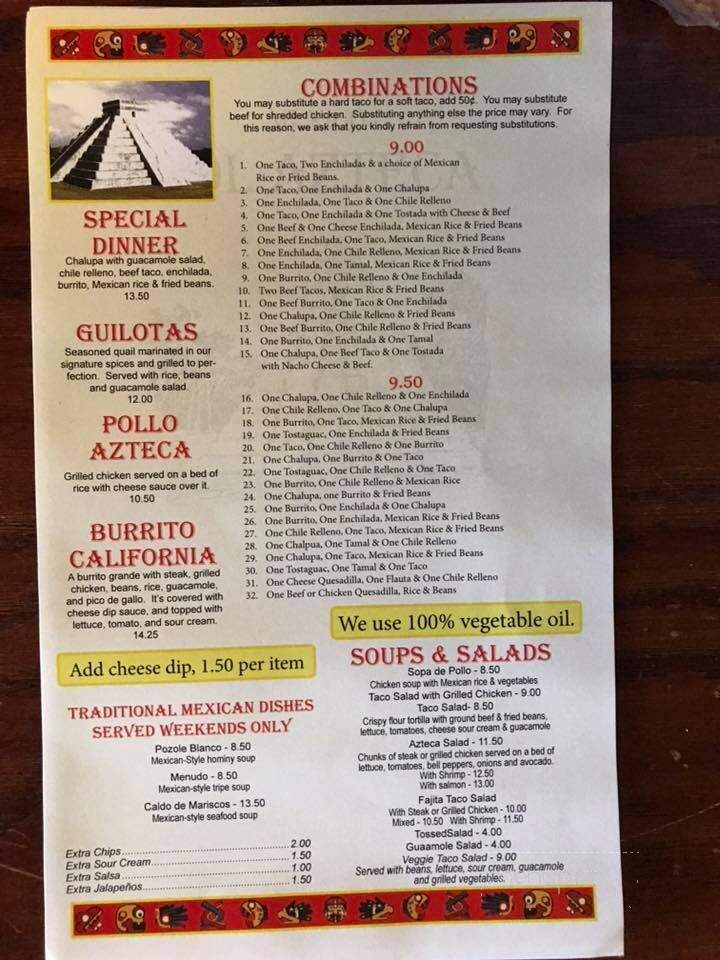 COMBINATIONS
You may substitute a hard taco for a soft taco, add 50¢. You may substitute
beef for shredded chicken. Substituting anything else the price may vary. For
this reason, we ask that you kindly refrain from requesting substitutions.
9.00
1. One Taco, Two Enchiladas & a choice of Mexican
Rice or Fried Beans.
2. One Taco, One Enchilada & One Chalupa
3. One Enchilada, One Taco & One Chile Relleno
4. One Taco, One Enchilada & One Tostada with Cheese & Beef
5. One Beef & One Cheese Enchilada, Mexican Rice & Fried Beans
6. One Beef Enchilada, One Taco, Mexican Rice & Fried Beans
7. One Enchilada, One Chile Relleno, Mexican Rice & Fried Beans
8. One Enchilada, One Tamal, Mexican Rice & Fried Beans
9. One Burrito, One Chile Relleno & One Enchilada
10. Two Beef Tacos, Mexican Rice & Fried Beans
11. One Beef Burrito, One Taco & One Enchilada
12. One Chalupa, One Chile Relleno & Fried Beans
13. One Beef Burrito, One Chile Relleno & Fried Beans
14. One Burrito, One Enchilada & One Tamal
15. One Chalupa, One Beef Taco & One Tostada
with Nacho Cheese & Beef.
9.50
16. One Chalupa, One Chile Relleno & One Enchilada
17. One Chile Relleno, One Taco & One Chalupa
18. One Burrito, One Taco, Mexican Rice & Fried Beans
19. One Tostaguac, One Enchilada & Fried Beans
20. One Taco, One Chile Relleno & One Burrito
21. One Chalupa, One Burrito & One Taco
22. One Tostaguac, One Chile Relleno & One Taco
23. One Burrito, One Chile Relleno & Mexican Rice
24. One Chalupa, one Burrito & Fried Beans
25. One Burrito, One Enchilada & One Chalupa
26. One Burrito, One Enchilada, Mexican Rice & Fried Beans
27. One Chile Relleno, One Taco, Mexican Rice & Fried Beans
28. One Chalpua, One Tamal & One Chile Relleno
29. One Chalupa, One Taco, Mexican Rice & Fried Beans
30. One Tostaguac, One Tamal & One Taco
31. One Cheese Quesadilla, One Flauta & One Chile Relleno
32. One Beef or Chicken Quesadilla, Rice & Beans
SPECIAL
DINNER
Chalupa with guacamole salad,
chile relleno, beef taco, enchilada,
burrito, Mexican rice & fried beans.
13.50
GUILOTAS
Seasoned quail marinated in our
signature spices and grilled to per-
fection. Served with rice, beans
and guacamole salad.
12.00
POLLO
AZTECA
Grilled chicken served on a bed of
rice with cheese sauce over it.
10.50
BURRITO
CALIFORNIA
A burrito grande with steak, grilled
chicken, beans, rice, guacamole,
and pico de gallo. It's covered with
cheese dip sauce, and topped with
lettuce, tomato, and sour cream.
14.25
We use 100% vegetable oil.
Add cheese dip, 1.50 per item
TRADITIONAL MEXICAN DISHES
SERVED WEEKENDS ONLY
Pozole Blanco - 8.50
Mexican-Style hominy soup
Menudo - 8.50
Mexican-style tripe soup
Caldo de Mariscos - 13.50
Mexican-style seafood soup
Extra Chips 2.00
Extra Sour Cream 1.50
Extra Salsa 1.00
Extra Jalapeños 1.50
SOUPS & SALADS
Sopa de Pollo - 8.50
Chicken soup with Mexican rice & vegetables
Taco Salad with Grilled Chicken - 9.00
Taco Salad- 8.50
Crispy flour tortilla with ground beef & fried beans,
lettuce, tomatoes, cheese sour cream & guacamole
Azteca Salad - 11.50
Chunks of steak or grilled chicken served on a bed of
lettuce, tomatoes, bell peppers, onions and avocado.
With Shrimp - 12.50
With salmon - 13.00
Fajita Taco Salad
With Steak or Grilled Chicken - 10.00
Mixed - 10.50 With Shrimp - 11.50
TossedSalad - 4.00
Guaamole Salad - 4.00
Veggie Taco Salad - 9.00
Served with beans, lettuce, sour cream, guacamole
and grilled vegetables.